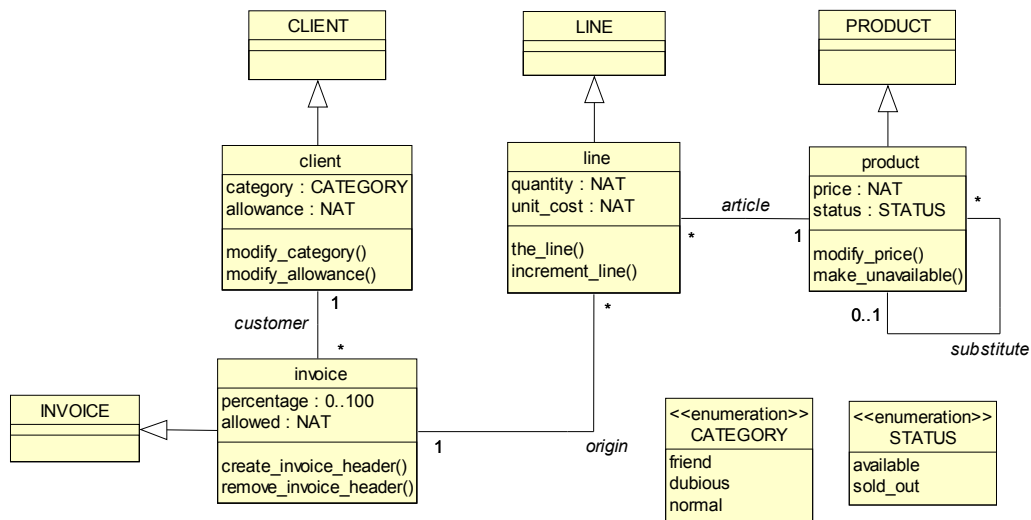 CLIENT
LINE
PRODUCT
client
category : CATEGORY
allowance : NAT
modify_category()
modify_allowance()
line
quantity : NAT
unit_cost : NAT
the_line()
increment_line()
product
price : NAT
status : STATUS
modify_price()
make_unavailable()
article
*
1
*
0..1
substitute
1
customer
*
*
INVOICE
invoice
percentage : 0..100
allowed : NAT
create_invoice_header()
remove_invoice_header()
1
origin
<<enumeration>>
CATEGORY
friend
dubious
normal
<<enumeration>>
STATUS
available
sold_out